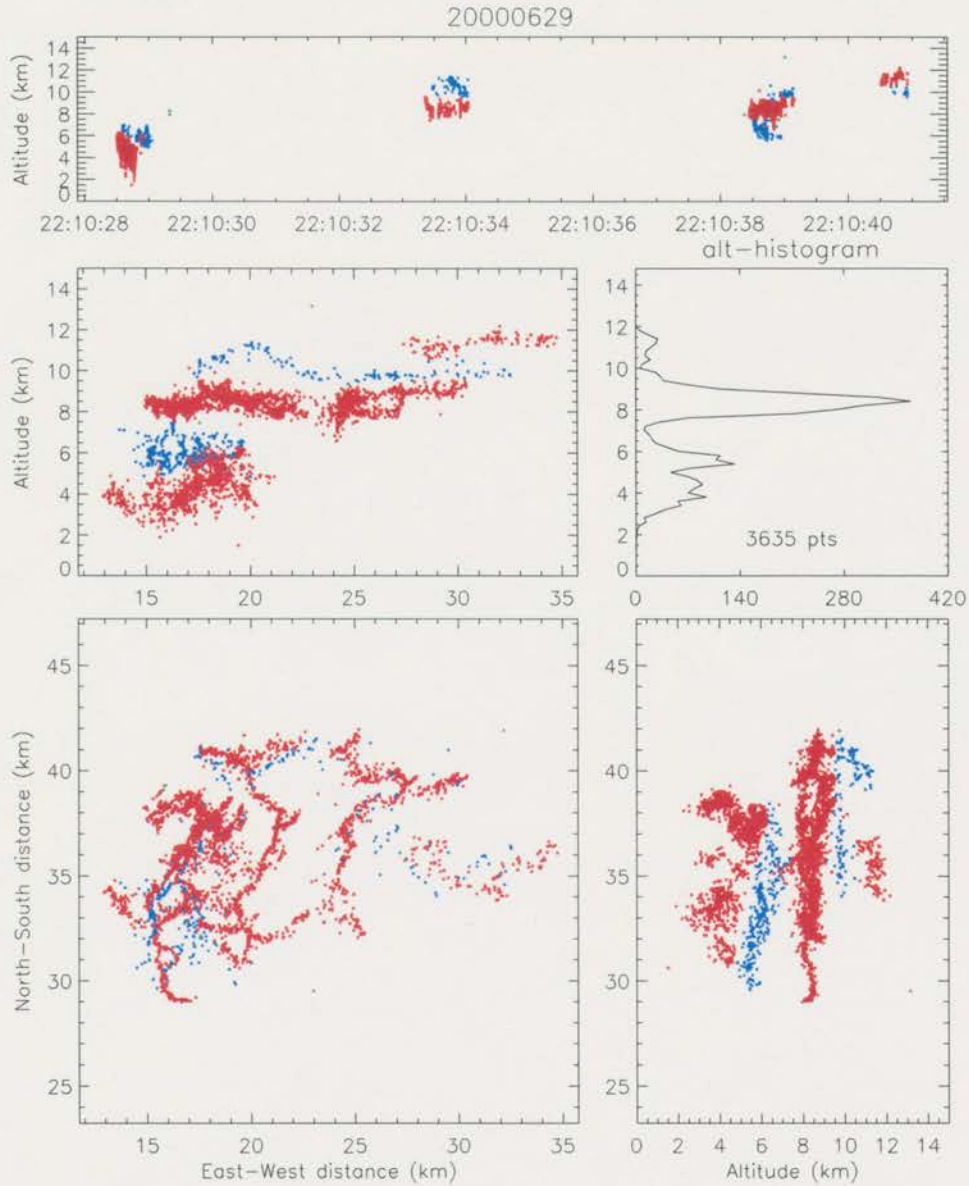 20000629
Altitude (km)
14
12
10
8
6
4
2
0
22:10:28 22:10:30 22:10:32 22:10:34 22:10:36 22:10:38 22:10:40
alt-histogram
Altitude (km)
14
12
10
8
6
4
2
0
15 20 25 30 35
14
12
10
8
6
4
2
0
3635 pts
0 140 280 420
North-South distance (km)
45
40
35
30
25
15 20 25 30 35
East-West distance (km)
45
40
35
30
25
0 2 4 6 8 10 12 14
Altitude (km)